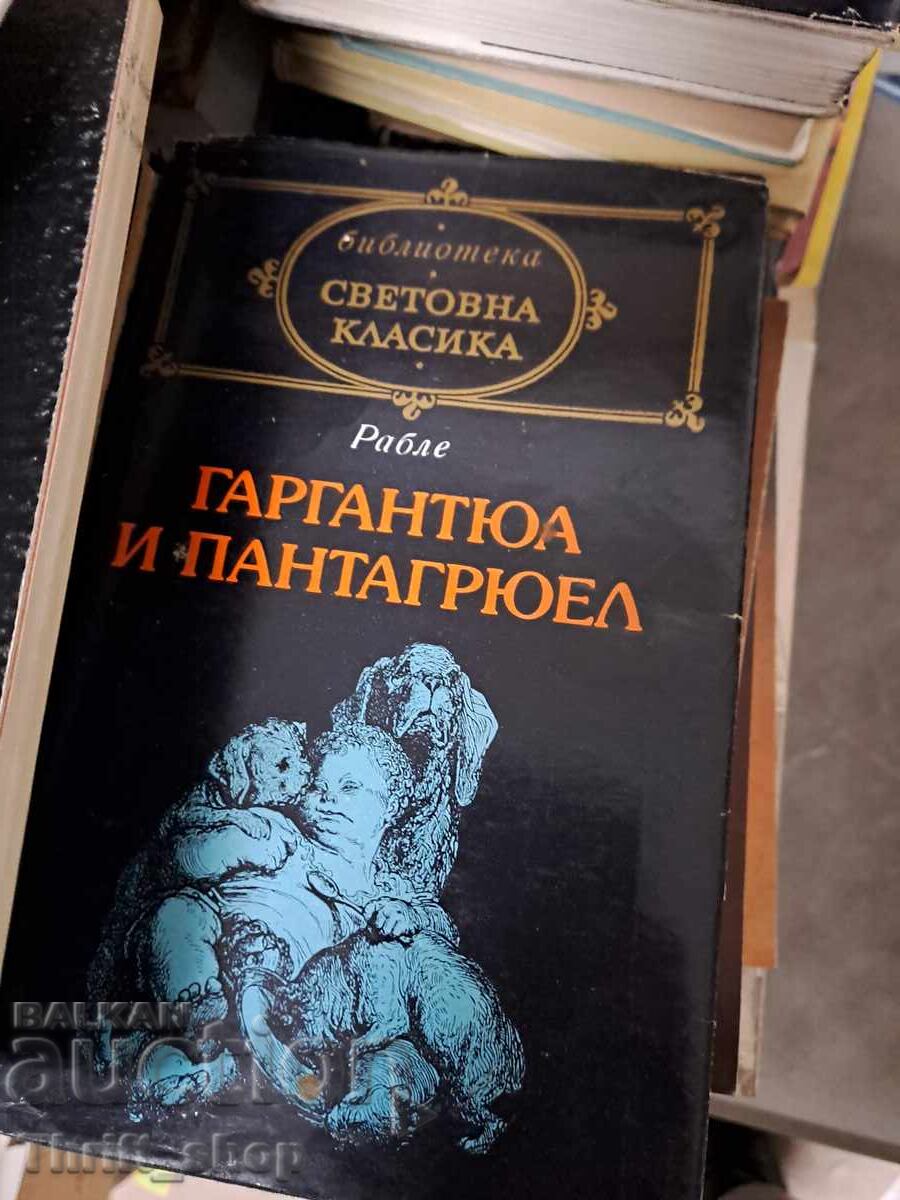 библиотека
СВЕТОВНА
КЛАСИКА
Рабле
ГАРГАНТЮА
И ПАНТАГРЮЕЛ
BALKAN
auction
Thrift_shop